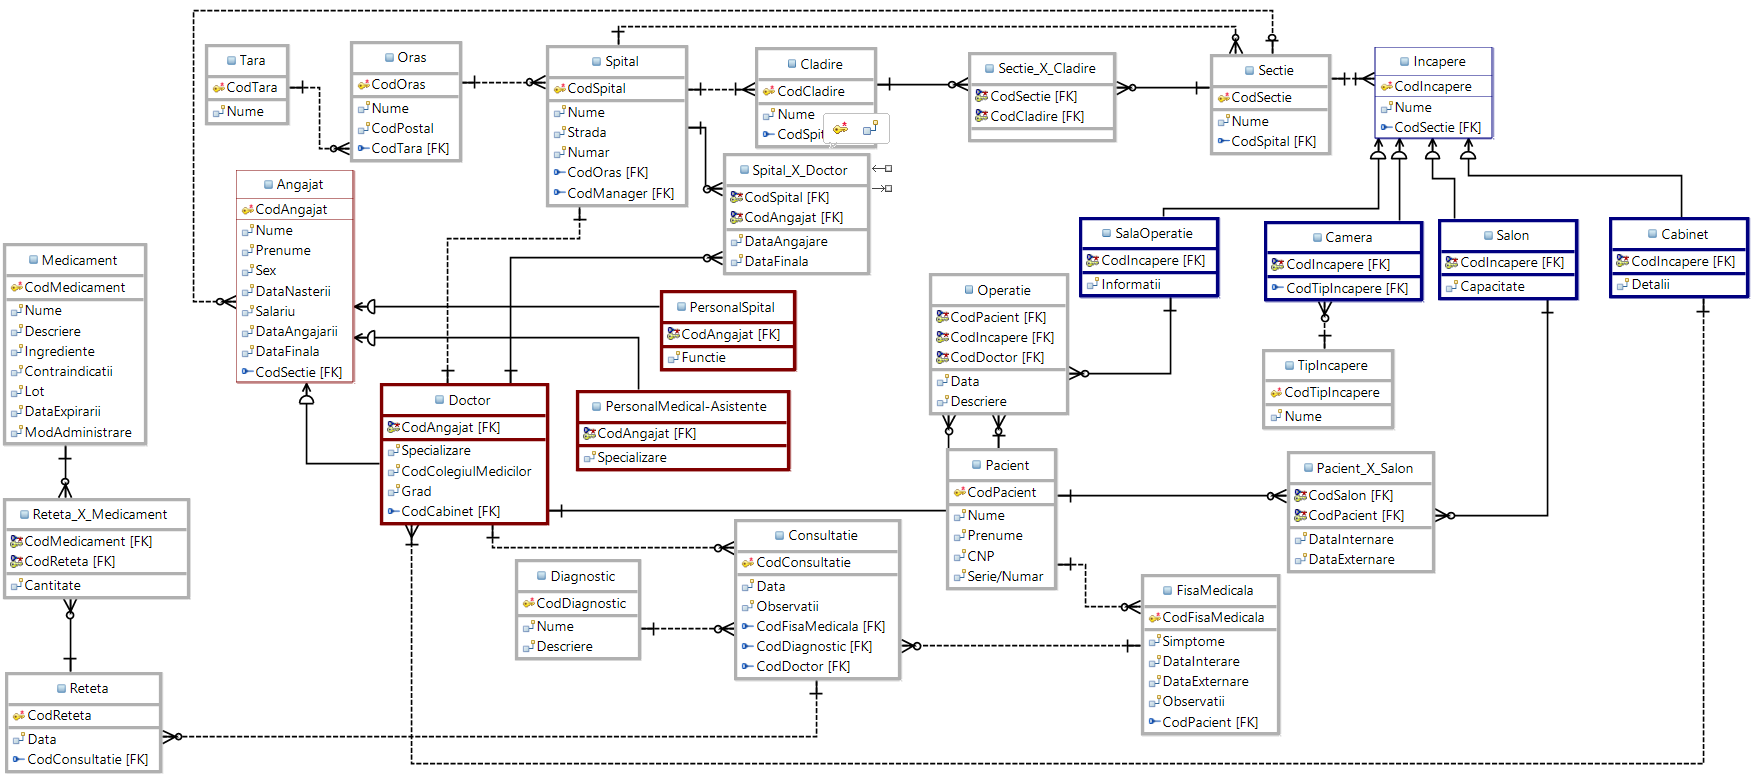 Tara
CodTara
Nume
Oras
CodOras
Nume
CodPostal
CodTara [FK]
Spital
CodSpital
Nume
Strada
Numar
CodOras [FK]
CodManager [FK]
Cladire
CodCladire
Nume
CodSpit
Sectie_X_Cladire
CodSectie [FK]
CodCladire [FK]
Sectie
CodSectie
Nume
CodSpital [FK]
Incapere
CodIncapere
Nume
CodSectie [FK]
Angajat
CodAngajat
Nume
Prenume
Sex
DataNasterii
Salariu
DataAngajarii
DataFinala
CodSectie [FK]
Spital_X_Doctor
CodSpital [FK]
CodAngajat [FK]
DataAngajare
DataFinala
Medicament
CodMedicament
Nume
Descriere
Ingrediente
Contraindicatii
Lot
DataExpirarii
ModAdministrare
PersonalSpital
CodAngajat [FK]
Functie
Operatie
CodPacient [FK]
CodIncapere [FK]
CodDoctor [FK]
Data
Descriere
SalaOperatie
CodIncapere [FK]
Informatii
Camera
CodIncapere [FK]
CodTipIncapere [FK]
Salon
CodIncapere [FK]
Capacitate
Cabinet
CodIncapere [FK]
Detalii
TipIncapere
CodTipIncapere
Nume
Doctor
CodAngajat [FK]
Specializare
CodColegiulMedicilor
Grad
CodCabinet [FK]
PersonalMedical-Asistente
CodAngajat [FK]
Specializare
Pacient
CodPacient
Nume
Prenume
CNP
Serie/Numar
Pacient_X_Salon
CodSalon [FK]
CodPacient [FK]
DataInternare
DataExternare
Reteta_X_Medicament
CodMedicament [FK]
CodReteta [FK]
Cantitate
Diagnostic
CodDiagnostic
Nume
Descriere
Consultatie
CodConsultatie
Data
Observatii
CodFisaMedicala [FK]
CodDiagnostic [FK]
CodDoctor [FK]
FisaMedicala
CodFisaMedicala
Simptome
DataInterare
DataExternare
Observatii
CodPacient [FK]
Reteta
CodReteta
Data
CodConsultatie [FK]